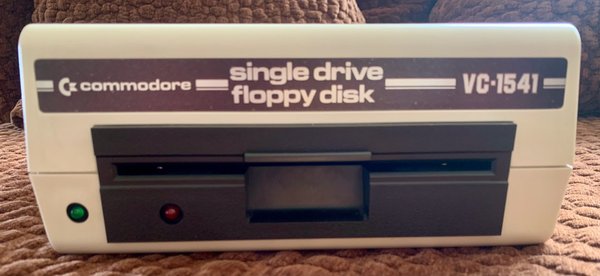 commodore
single drive
floppy disk
VC-1541